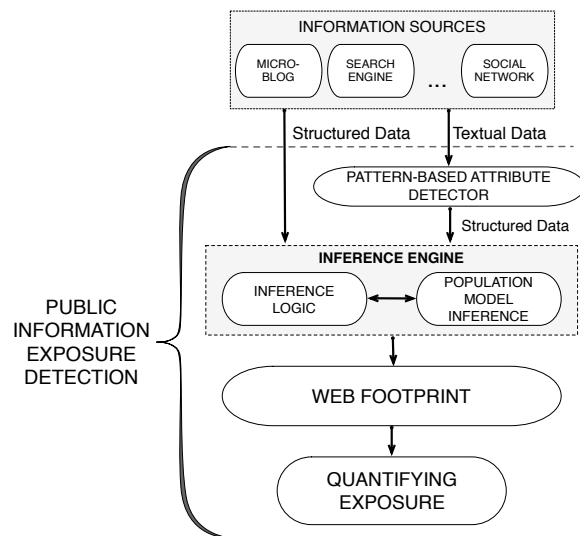 INFORMATION SOURCES
MICRO-
BLOG
SEARCH
ENGINE
...
SOCIAL
NETWORK
Structured Data
Textual Data
PATTERN-BASED ATTRIBUTE
DETECTOR
Structured Data
INFERENCE ENGINE
INFERENCE
LOGIC
POPULATION
MODEL
INFERENCE
PUBLIC
INFORMATION
EXPOSURE
DETECTION
WEB FOOTPRINT
QUANTIFYING
EXPOSURE